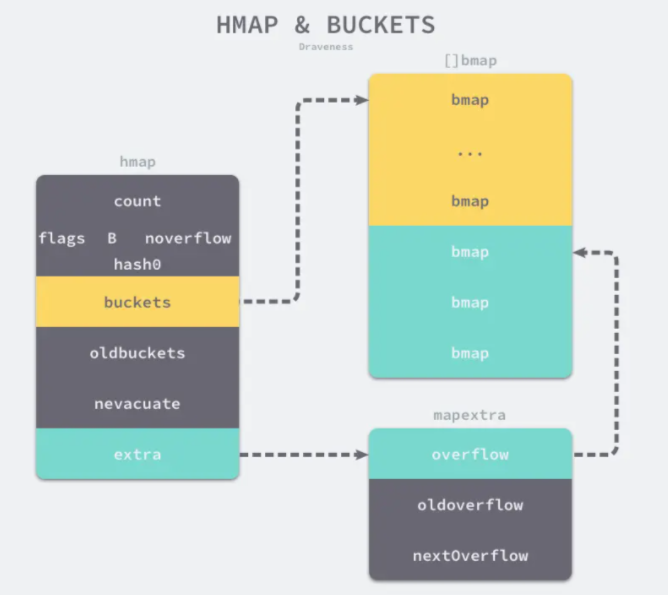 HMAP & BUCKETS
Draveness
[]bmap
bmap
...
bmap
bmap
bmap
bmap
hmap
count
flags B noverflow
hash0
buckets
oldbuckets
nevacuate
extra
mapextra
overflow
oldoverflow
nextOverflow